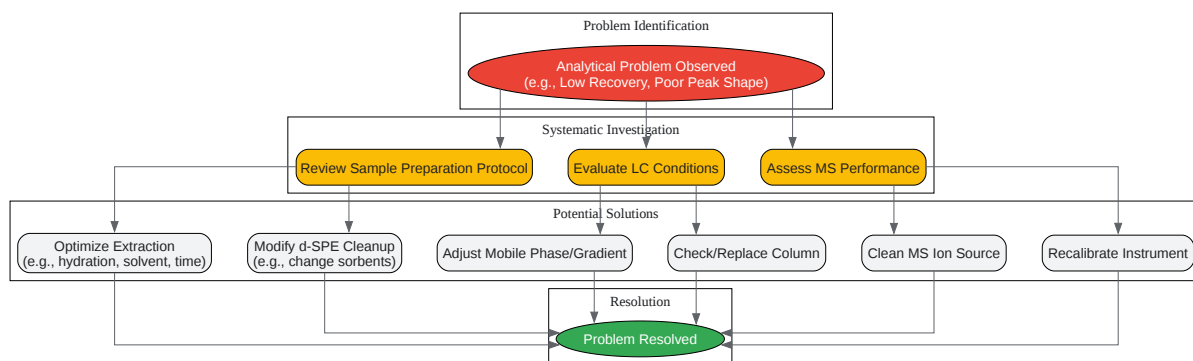 Problem Identification
Analytical Problem Observed
(e.g., Low Recovery, Poor Peak Shape)
Systematic Investigation
Review Sample Preparation Protocol
Evaluate LC Conditions
Assess MS Performance
Potential Solutions
Optimize Extraction
(e.g., hydration, solvent, time)
Modify d-SPE Cleanup
(e.g., change sorbents)
Adjust Mobile Phase/Gradient
Check/Replace Column
Clean MS Ion Source
Recalibrate Instrument
Resolution
Problem Resolved